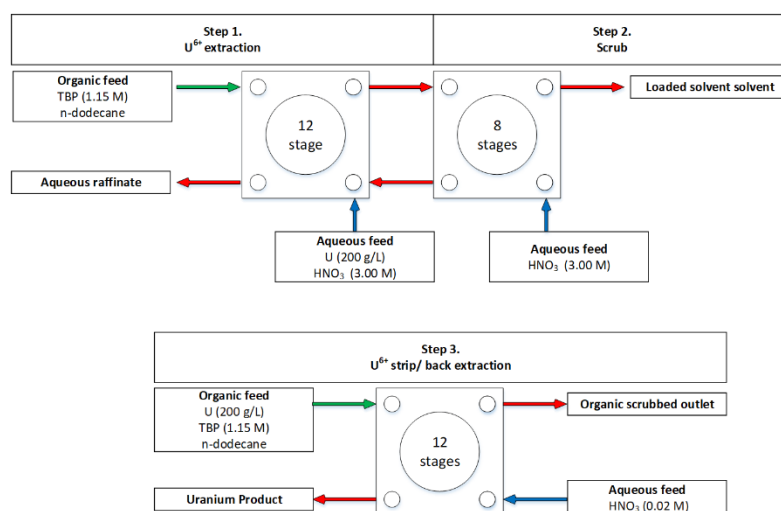 Step 1.
U⁶⁺ extraction
Step 2.
Scrub
Organic feed
TBP (1.15 M)
n-dodecane
12
stage
8
stages
Loaded solvent solvent
Aqueous raffinate
Aqueous feed
U (200 g/L)
HNO₃ (3.00 M)
Aqueous feed
HNO₃ (3.00 M)
Step 3.
U⁶⁺ strip/ back extraction
Organic feed
U (200 g/L)
TBP (1.15 M)
n-dodecane
12
stages
Organic scrubbed outlet
Uranium Product
Aqueous feed
HNO₃ (0.02 M)